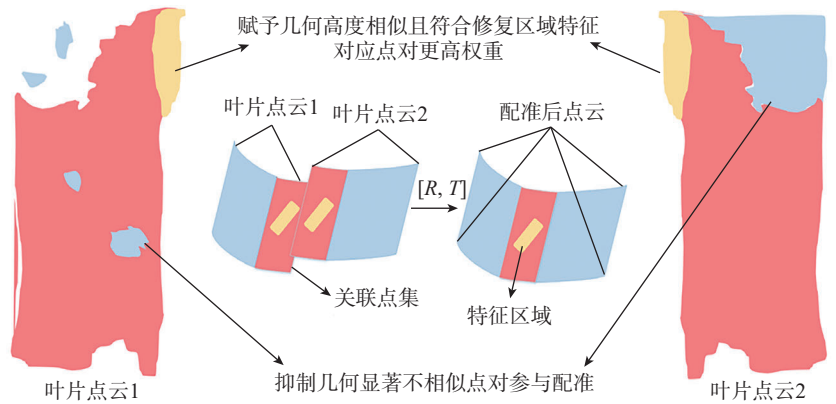 赋予几何高度相似且符合修复区域特征
对应点对更高权重
叶片点云1
叶片点云2
配准后点云
[R, T]
关联点集
特征区域
抑制几何显著不相似点对参与配准
叶片点云1
叶片点云2